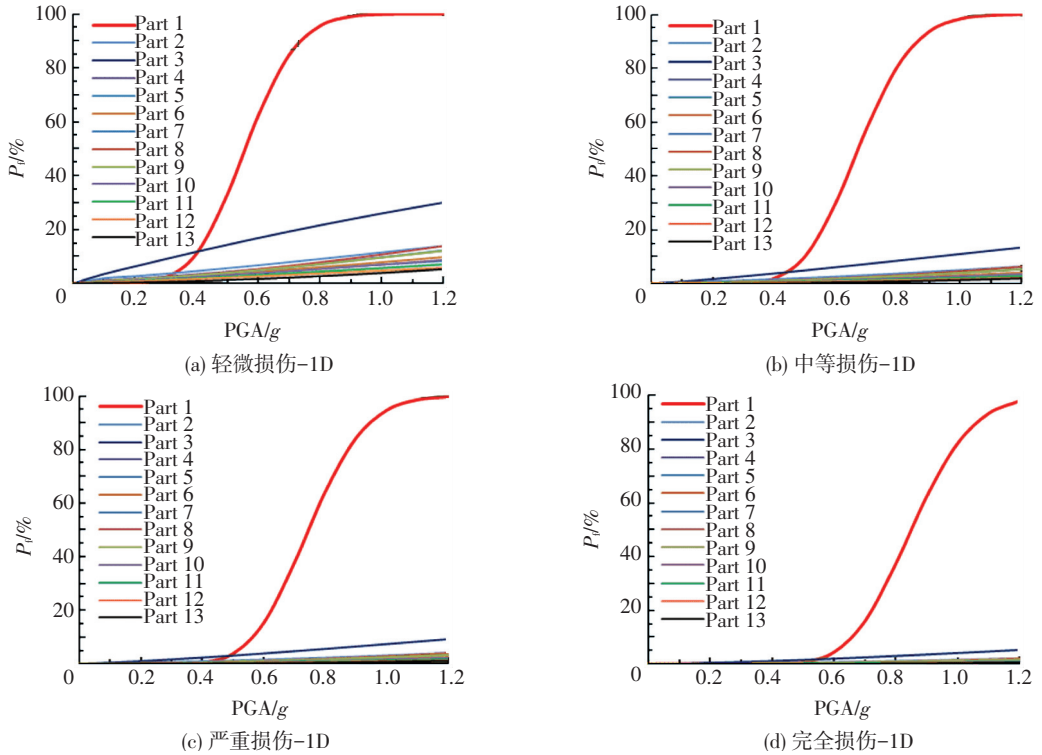 100
80
60
40
20
0
P_i/%
Part 1
Part 2
Part 3
Part 4
Part 5
Part 6
Part 7
Part 8
Part 9
Part 10
Part 11
Part 12
Part 13
0.2 0.4 0.6 0.8 1.0 1.2
PGA/g
(a) 轻微损伤-1D
100
80
60
40
20
0
P_i/%
Part 1
Part 2
Part 3
Part 4
Part 5
Part 6
Part 7
Part 8
Part 9
Part 10
Part 11
Part 12
Part 13
0.2 0.4 0.6 0.8 1.0 1.2
PGA/g
(b) 中等损伤-1D
100
80
60
40
20
0
P_i/%
Part 1
Part 2
Part 3
Part 4
Part 5
Part 6
Part 7
Part 8
Part 9
Part 10
Part 11
Part 12
Part 13
0.2 0.4 0.6 0.8 1.0 1.2
PGA/g
(c) 严重损伤-1D
100
80
60
40
20
0
P_i/%
Part 1
Part 2
Part 3
Part 4
Part 5
Part 6
Part 7
Part 8
Part 9
Part 10
Part 11
Part 12
Part 13
0.2 0.4 0.6 0.8 1.0 1.2
PGA/g
(d) 完全损伤-1D